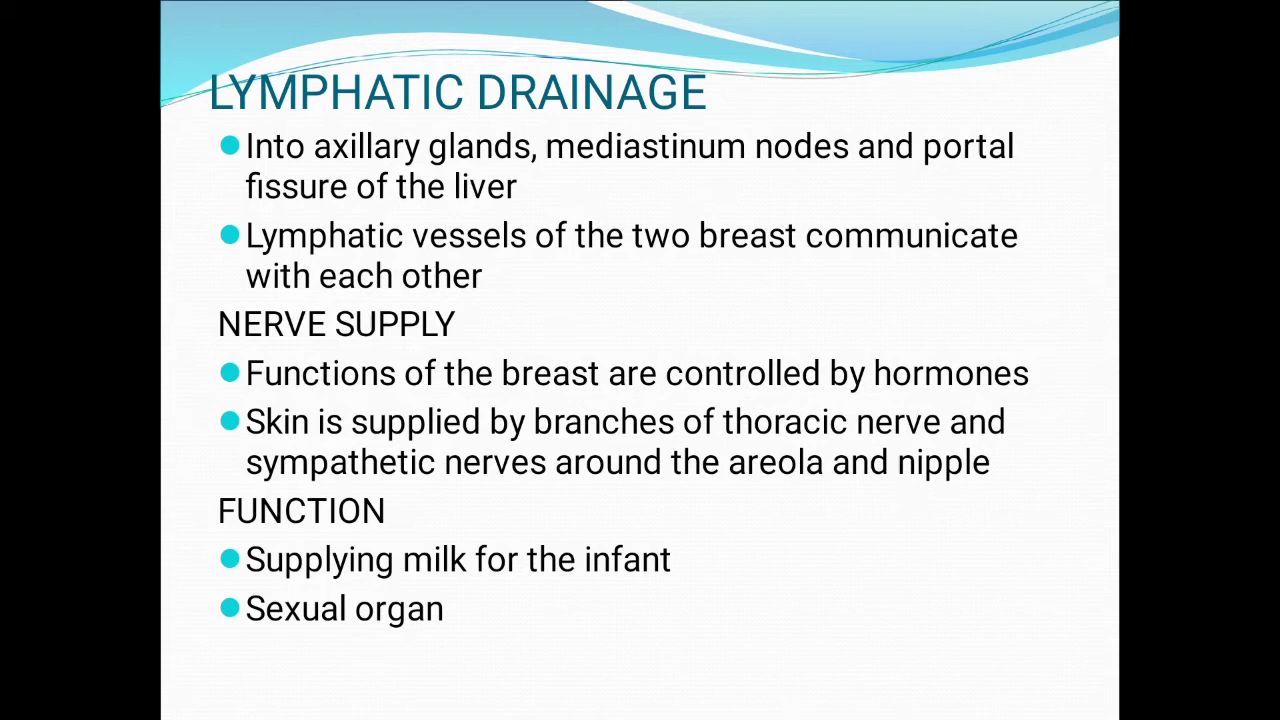 LYMPHATIC DRAINAGE
Into axillary glands, mediastinum nodes and portal
fissure of the liver
Lymphatic vessels of the two breast communicate
with each other
NERVE SUPPLY
Functions of the breast are controlled by hormones
Skin is supplied by branches of thoracic nerve and
sympathetic nerves around the areola and nipple
FUNCTION
Supplying milk for the infant
Sexual organ